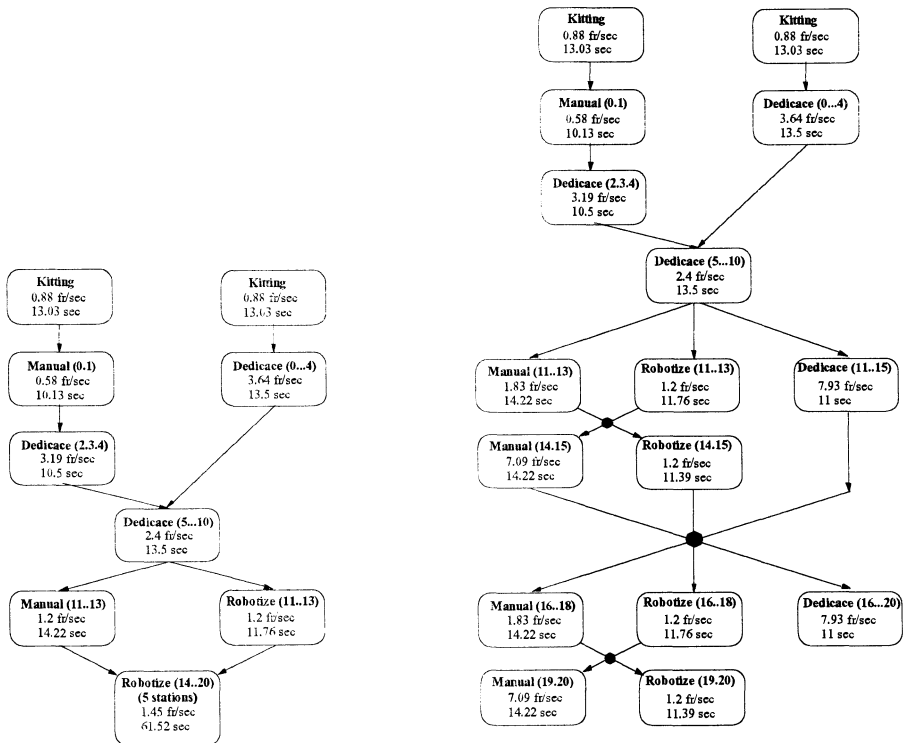 Kitting
0.88 fr/sec
13.03 sec
Kitting
0.88 fr/sec
13.03 sec
Manual (0.1)
0.58 fr/sec
10.13 sec
Dedicace (0...4)
3.64 fr/sec
13.5 sec
Dedicace (2.3.4)
3.19 fr/sec
10.5 sec
Dedicace (5...10)
2.4 fr/sec
13.5 sec
Manual (11..13)
1.2 fr/sec
14.22 sec
Robotize (11..13)
1.2 fr/sec
11.76 sec
Robotize (14..20)
(5 stations)
1.45 fr/sec
61.52 sec
Kitting
0.88 fr/sec
13.03 sec
Kitting
0.88 fr/sec
13.03 sec
Manual (0.1)
0.58 fr/sec
10.13 sec
Dedicace (0...4)
3.64 fr/sec
13.5 sec
Dedicace (2.3.4)
3.19 fr/sec
10.5 sec
Dedicace (5...10)
2.4 fr/sec
13.5 sec
Manual (11..13)
1.83 fr/sec
14.22 sec
Robotize (11..13)
1.2 fr/sec
11.76 sec
Dedicace (11..15)
7.93 fr/sec
11 sec
Manual (14.15)
7.09 fr/sec
14.22 sec
Robotize (14.15)
1.2 fr/sec
11.39 sec
Manual (16..18)
1.83 fr/sec
14.22 sec
Robotize (16..18)
1.2 fr/sec
11.76 sec
Dedicace (16...20)
7.93 fr/sec
11 sec
Manual (19.20)
7.09 fr/sec
14.22 sec
Robotize (19.20)
1.2 fr/sec
11.39 sec